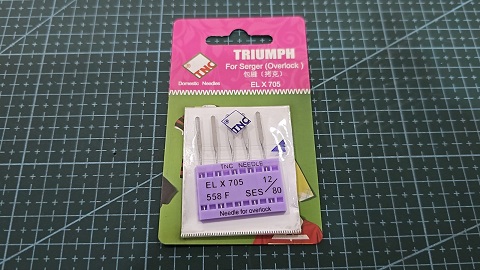 TRIUMPH
For Serger (Overlock)
包縫 (拷克)
EL X 705
TNC
Domestic Needles
TNC
TNC NEEDLE
EL X 705 12/80
558 F SES
Needle for overlock